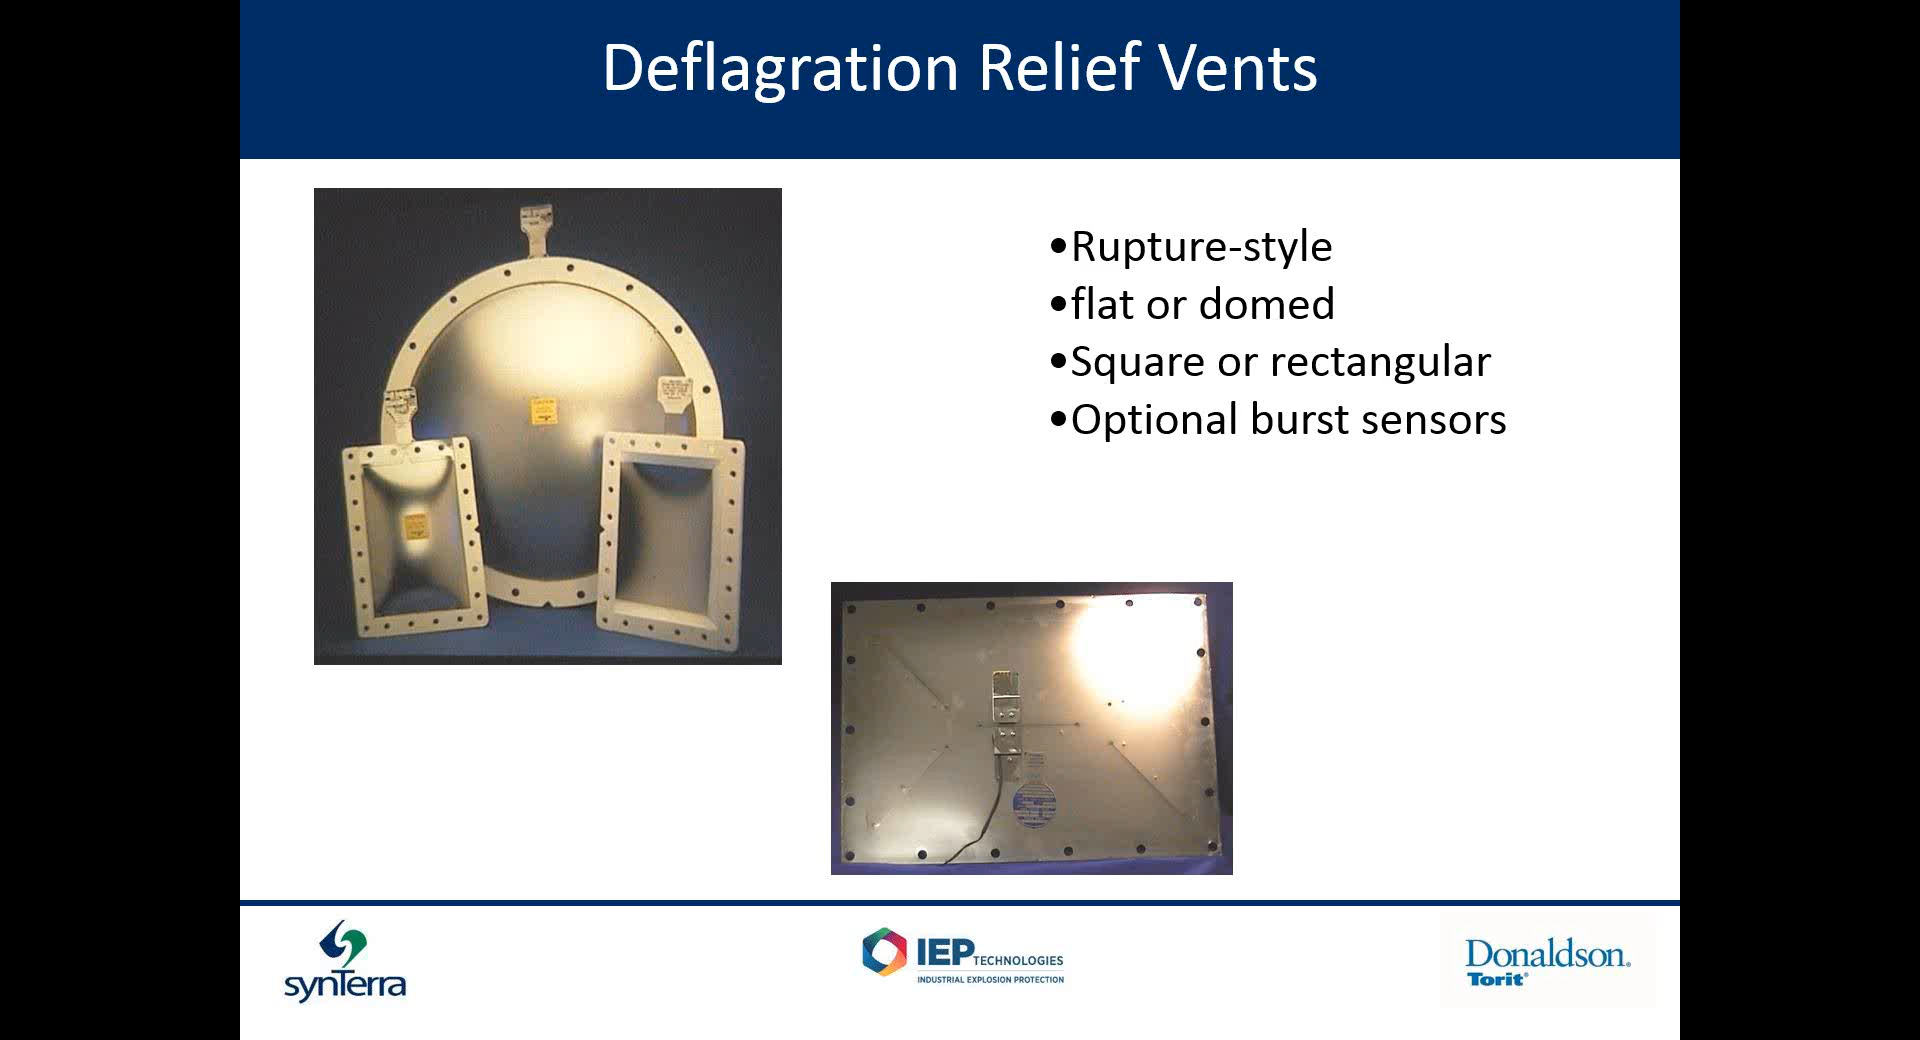 Deflagration Relief Vents
•Rupture-style
•flat or domed
•Square or rectangular
•Optional burst sensors
synTerra
IEP TECHNOLOGIES
INDUSTRIAL EXPLOSION PROTECTION
Donaldson®
Torit®